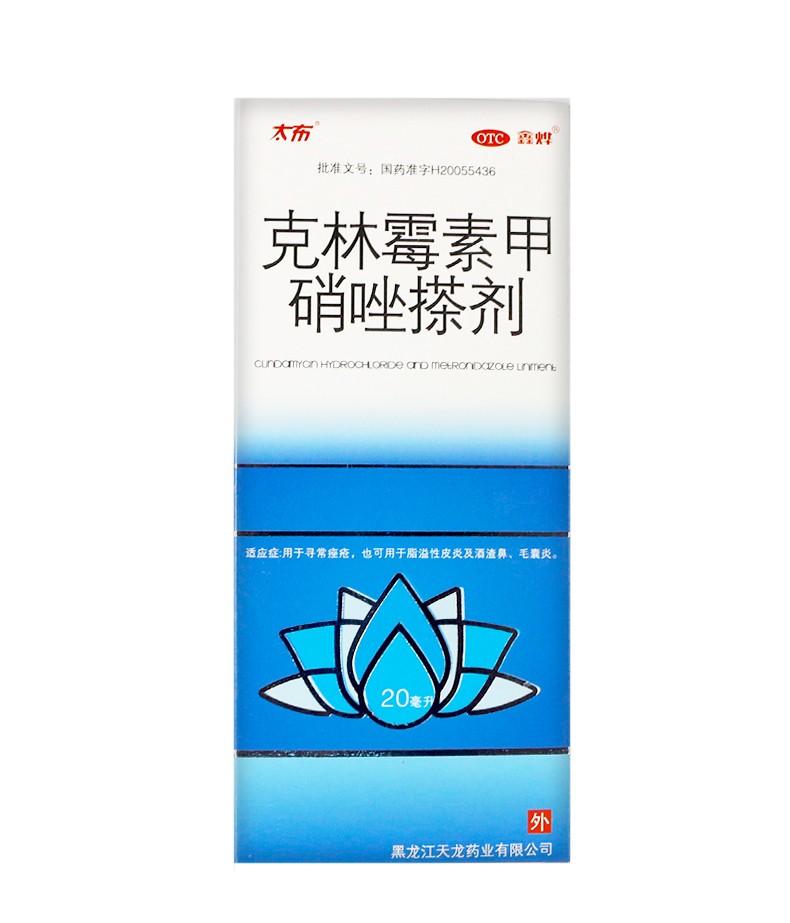 太布®
OTC 鑫烨®
批准文号：国药准字H20055436
克林霉素甲
硝唑搽剂
CLINDAMYCIN HYDROCHLORIDE AND METRONIDAZOLE LINIMENT
适应症:用于寻常痤疮，也可用于脂溢性皮炎及酒渣鼻、毛囊炎。
20毫升
外
黑龙江天龙药业有限公司